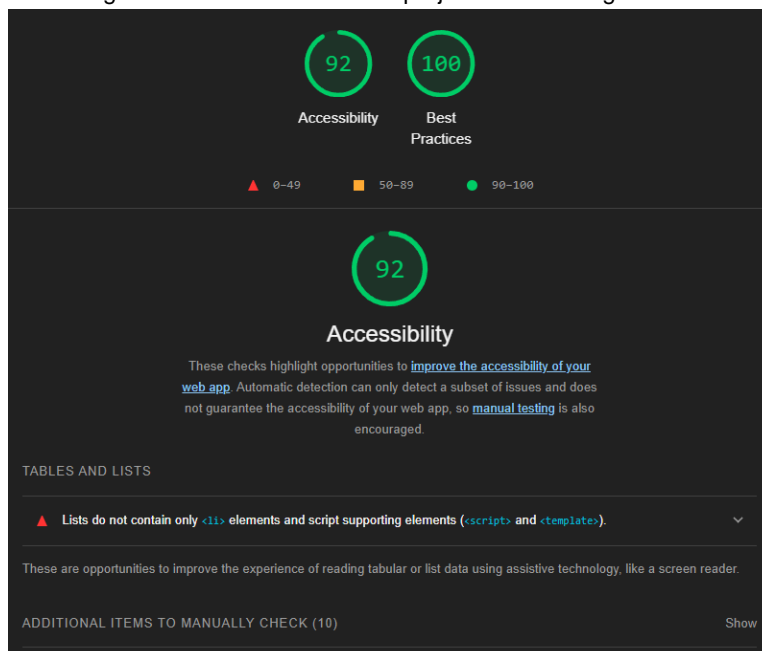 92
100
Accessibility
Best
Practices
0–49
50–89
90–100
92
Accessibility
These checks highlight opportunities to improve the accessibility of your
web app. Automatic detection can only detect a subset of issues and does
not guarantee the accessibility of your web app, so manual testing is also
encouraged.
TABLES AND LISTS
Lists do not contain only <li> elements and script supporting elements (<script> and <template>).
These are opportunities to improve the experience of reading tabular or list data using assistive technology, like a screen reader.
ADDITIONAL ITEMS TO MANUALLY CHECK (10)
Show